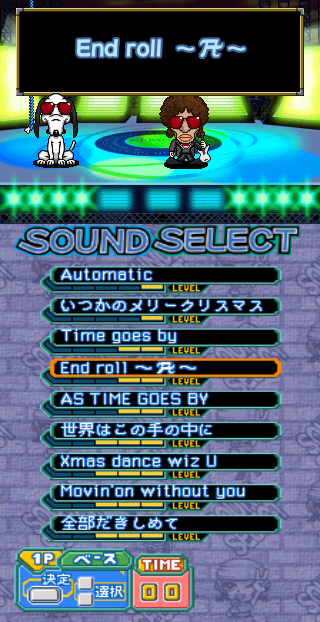 End roll ～兀～
SOUND SELECT
Automatic
LEVEL
いつかのメリークリスマス
LEVEL
Time goes by
LEVEL
End roll ～兀～
LEVEL
AS TIME GOES BY
LEVEL
世界はこの手の中に
LEVEL
Xmas dance wiz U
LEVEL
Movin'on without you
LEVEL
全部だきしめて
LEVEL
1P ベース TIME
決定 選択 00